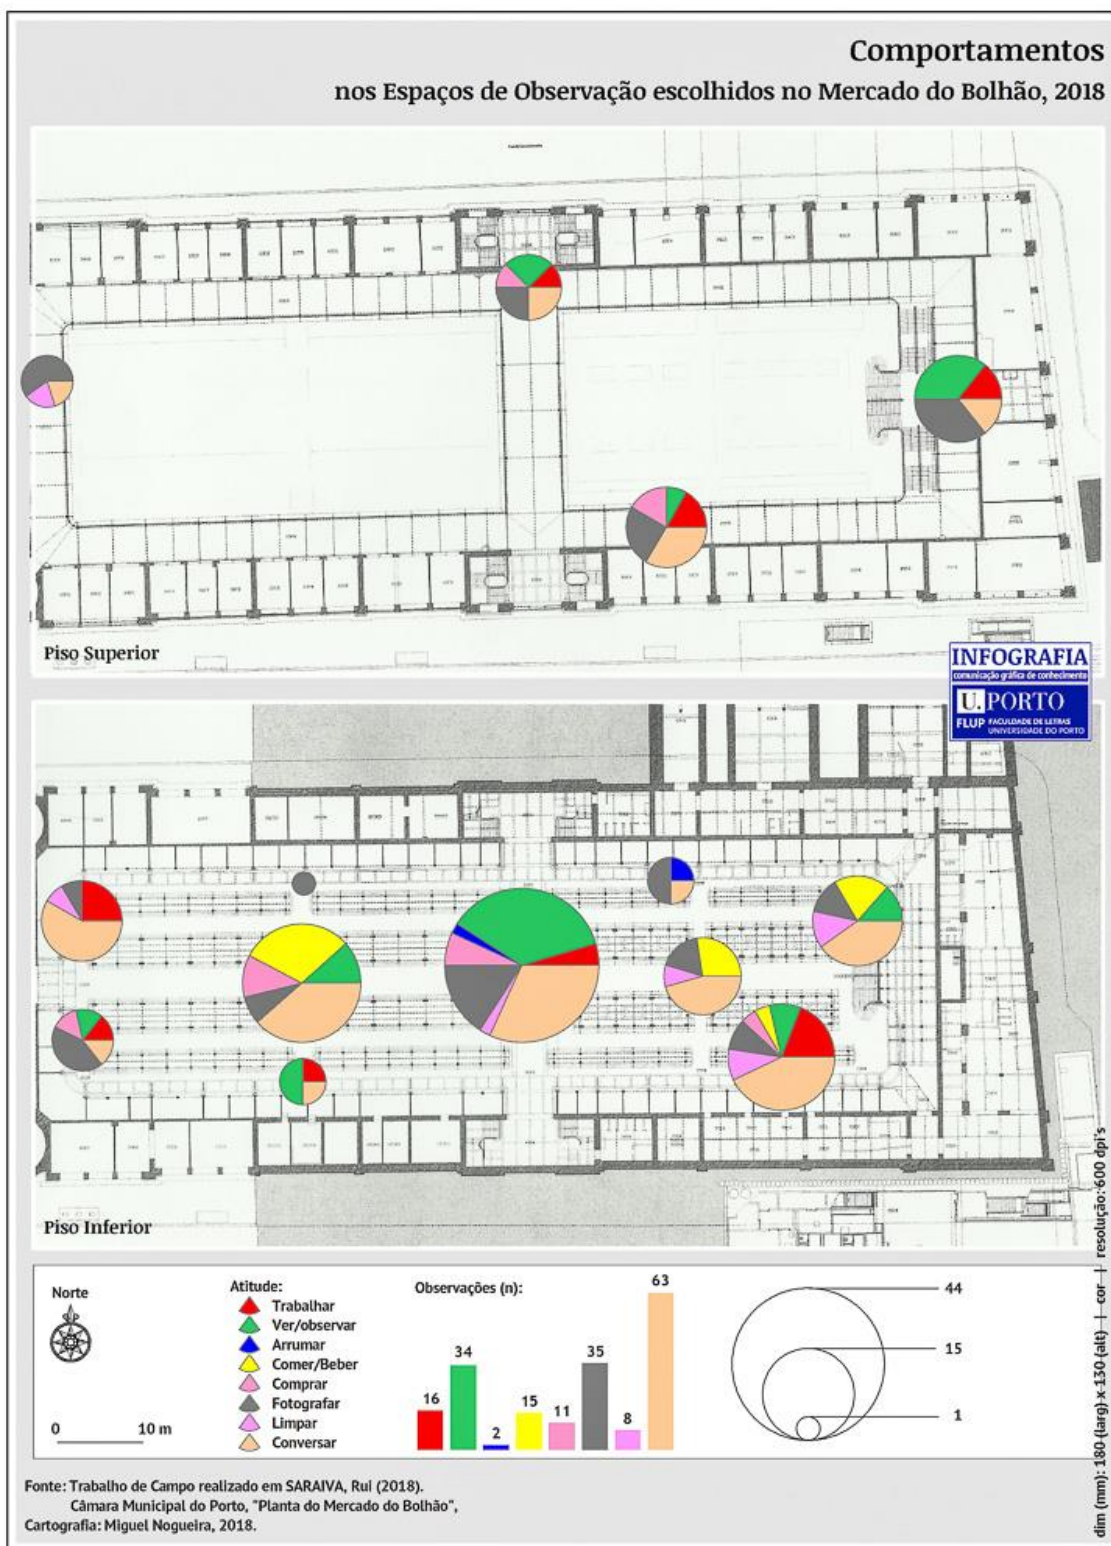 Comportamentos
nos Espaços de Observação escolhidos no Mercado do Bolhão, 2018
Piso Superior
INFOGRAFIA
comunicação gráfica de conhecimento
U. PORTO
FLUP FACULDADE DE LETRAS
UNIVERSIDADE DO PORTO
Piso Inferior
Norte
0 10 m
Atitude:
Trabalhar
Ver/observar
Arrumar
Comer/Beber
Comprar
Fotografar
Limpar
Conversar
Observações (n):
16
34
2
15
11
35
8
63
44
15
1
dim (mm): 180 (larg) x 130 (alt) | cor | resolução: 600 dpi's
Fonte: Trabalho de Campo realizado em SARAIVA, Rui (2018).
Câmara Municipal do Porto, "Planta do Mercado do Bolhão",
Cartografia: Miguel Nogueira, 2018.